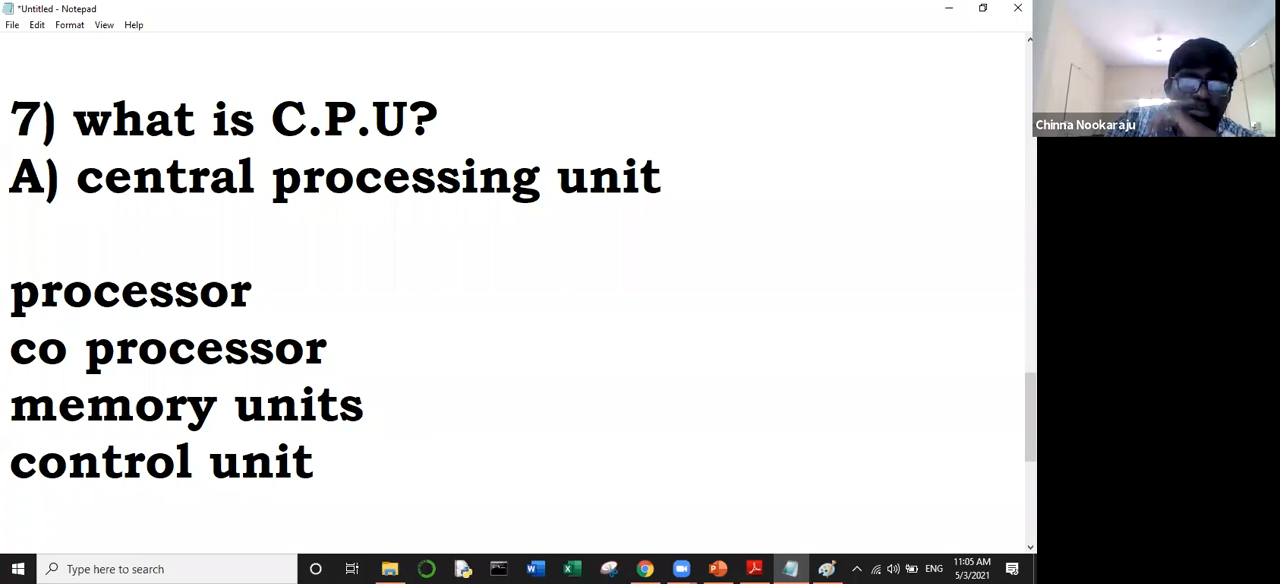 *Untitled - Notepad
File Edit Format View Help
7) what is C.P.U?
A) central processing unit
processor
co processor
memory units
control unit
Chinna Nookaraju
Type here to search
ENG
11:05 AM
5/3/2021